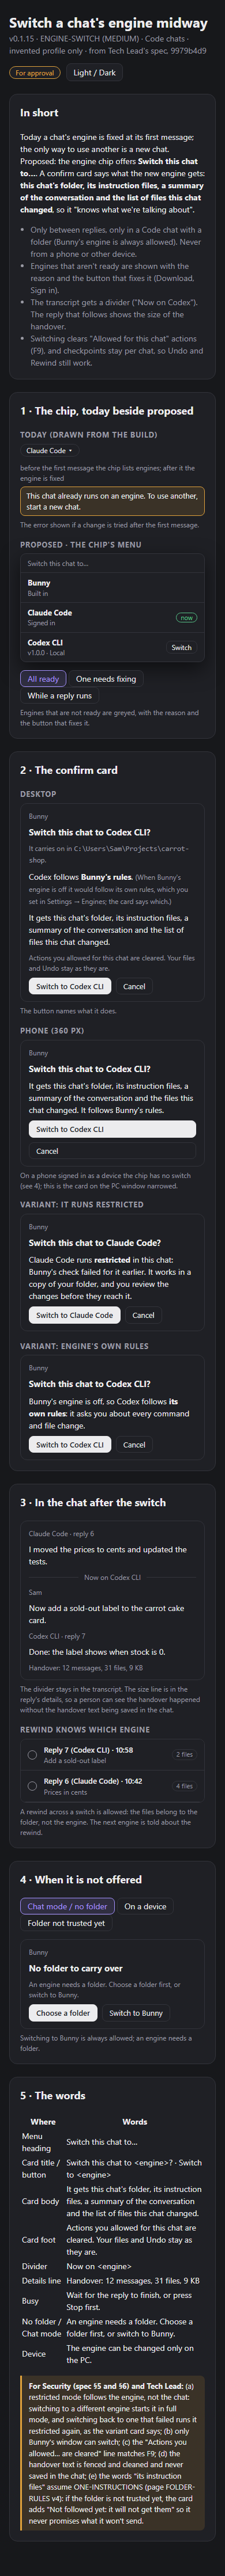 Switch a chat's engine midway
v0.1.15 · ENGINE-SWITCH (MEDIUM) · Code chats ·
invented profile only · from Tech Lead's spec, 9979b4d9
For approval
Light / Dark
In short
Today a chat's engine is fixed at its first message;
the only way to use another is a new chat.
Proposed: the engine chip offers Switch this chat
to…. A confirm card says what the new engine gets:
this chat's folder, its instruction files, a summary
of the conversation and the list of files this chat
changed, so it "knows what we're talking about".
• Only between replies, only in a Code chat with a
folder (Bunny's engine is always allowed). Never
from a phone or other device.
• Engines that aren't ready are shown with the
reason and the button that fixes it (Download,
Sign in).
• The transcript gets a divider ("Now on Codex").
The reply that follows shows the size of the
handover.
• Switching clears "Allowed for this chat" actions
(F9), and checkpoints stay per chat, so Undo and
Rewind still work.
1 · The chip, today beside proposed
TODAY (DRAWN FROM THE BUILD)
Claude Code
before the first message the chip lists engines; after it the
engine is fixed
This chat already runs on an engine. To use another,
start a new chat.
The error shown if a change is tried after the first message.
PROPOSED · THE CHIP'S MENU
Switch this chat to…
Bunny
Built in
Claude Code
Signed in
now
Codex CLI
v1.0.0 · Local
Switch
All ready
One needs fixing
While a reply runs
Engines that are not ready are greyed, with the reason and
the button that fixes it.
2 · The confirm card
DESKTOP
Bunny
Switch this chat to Codex CLI?
It carries on in C:\Users\Sam\Projects\carrot-
shop.
Codex follows Bunny's rules. (When Bunny's
engine is off it would follow its own rules, which you
set in Settings → Engines; the card says which.)
It gets this chat's folder, its instruction files, a
summary of the conversation and the list of
files this chat changed.
Actions you allowed for this chat are cleared. Your files
and Undo stay as they are.
Switch to Codex CLI
Cancel
The button names what it does.
PHONE (360 PX)
Bunny
Switch this chat to Codex CLI?
It gets this chat's folder, its instruction files, a
summary of the conversation and the files this
chat changed. It follows Bunny's rules.
Switch to Codex CLI
Cancel
On a phone signed in as a device the chip has no switch
(see 4); this is the card on the PC window narrowed.
VARIANT: IT RUNS RESTRICTED
Bunny
Switch this chat to Claude Code?
Claude Code runs restricted in this chat:
Bunny's check failed for it earlier. It works in a
copy of your folder, and you review the
changes before they reach it.
Switch to Claude Code
Cancel
VARIANT: ENGINE'S OWN RULES
Bunny
Switch this chat to Codex CLI?
Bunny's engine is off, so Codex follows its
own rules: it asks you about every command
and file change.
Switch to Codex CLI
Cancel
3 · In the chat after the switch
Claude Code · reply 6
I moved the prices to cents and updated the
tests.
Now on Codex CLI
Sam
Now add a sold-out label to the carrot cake
card.
Codex CLI · reply 7
Done: the label shows when stock is 0.
Handover: 12 messages, 31 files, 9 KB
The divider stays in the transcript. The size line is in the
reply's details, so a person can see the handover happened
without the handover text being saved in the chat.
REWIND KNOWS WHICH ENGINE
Reply 7 (Codex CLI) · 10:58
Add a sold-out label
2 files
Reply 6 (Claude Code) · 10:42
Prices in cents
4 files
A rewind across a switch is allowed: the files belong to the
folder, not the engine. The next engine is told about the
rewind.
4 · When it is not offered
Chat mode / no folder
On a device
Folder not trusted yet
Bunny
No folder to carry over
An engine needs a folder. Choose a folder first, or
switch to Bunny.
Choose a folder
Switch to Bunny
Switching to Bunny is always allowed; an engine needs a
folder.
5 · The words
Where Words
Menu heading Switch this chat to…
Card title / button Switch this chat to <engine>? · Switch to <engine>
Card body It gets this chat's folder, its instruction files, a summary of the conversation and the list of files this chat changed.
Card foot Actions you allowed for this chat are cleared. Your files and Undo stay as they are.
Divider Now on <engine>
Details line Handover: 12 messages, 31 files, 9 KB
Busy Wait for the reply to finish, or press Stop first.
No folder / Chat mode An engine needs a folder. Choose a folder first, or switch to Bunny.
Device The engine can be changed only on the PC.
For Security (spec §5 and §6) and Tech Lead: (a)
restricted mode follows the engine, not the chat:
switching to a different engine starts it in full
mode, and switching back to one that failed runs it
restricted again, as the variant card says; (b) only
Bunny's window can switch; (c) the "Actions you
allowed… are cleared" line matches F9; (d) the
handover text is fenced and cleaned and never
saved in the chat; (e) the words "its instruction
files" assume ONE-INSTRUCTIONS (page FOLDER-
RULES v4): if the folder is not trusted, the card
adds "Not followed yet: it will not get them" so it
never promises what it won't send.